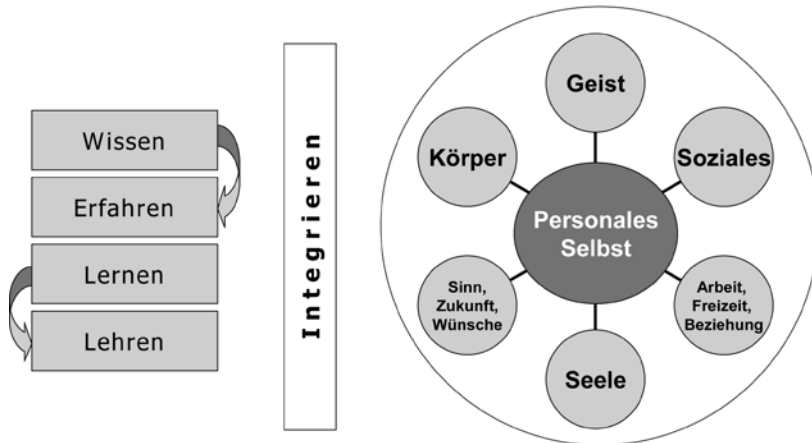 Wissen
Erfahren
Lernen
Lehren
Integrieren
Geist
Körper
Soziales
Personales
Selbst
Sinn,
Zukunft,
Wünsche
Arbeit,
Freizeit,
Beziehung
Seele